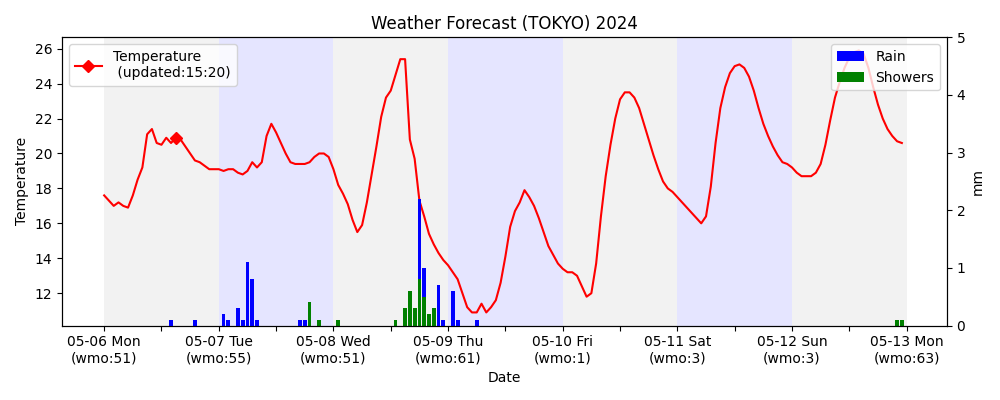 Weather Forecast (TOKYO) 2024
Temperature
(updated:15:20)
Rain
Showers
26
24
22
20
18
16
14
12
Temperature
5
4
3
2
1
0
mm
05-06 Mon 05-07 Tue 05-08 Wed 05-09 Thu 05-10 Fri 05-11 Sat 05-12 Sun 05-13 Mon
(wmo:51) (wmo:55) (wmo:51) (wmo:61) (wmo:1) (wmo:3) (wmo:3) (wmo:63)
Date